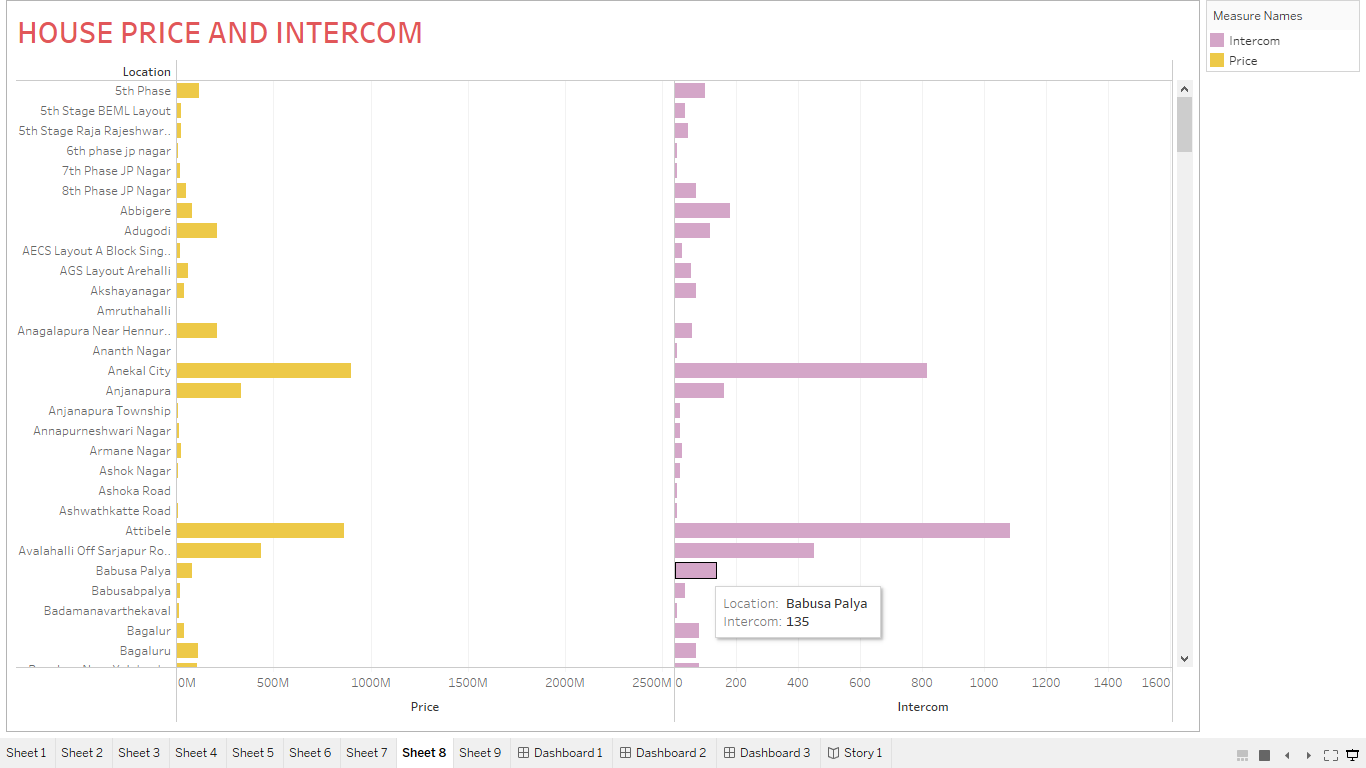 HOUSE PRICE AND INTERCOM
Measure Names
Intercom
Price
Location
5th Phase
5th Stage BEML Layout
5th Stage Raja Rajeshwar..
6th phase jp nagar
7th Phase JP Nagar
8th Phase JP Nagar
Abbigere
Adugodi
AECS Layout A Block Sing..
AGS Layout Arehalli
Akshayanagar
Amruthahalli
Anagalapura Near Hennur..
Ananth Nagar
Anekal City
Anjanapura
Anjanapura Township
Annapurneshwari Nagar
Armane Nagar
Ashok Nagar
Ashoka Road
Ashwathkatte Road
Attibele
Avalahalli Off Sarjapur Ro..
Babusa Palya
Babusabpalya
Location: Babusa Palya
Badamanavarthekaval
Intercom: 135
Bagalur
Bagaluru
0M 500M 1000M 1500M 2000M 2500M 0 200 400 600 800 1000 1200 1400 1600
Price Intercom
Sheet 1 Sheet 2 Sheet 3 Sheet 4 Sheet 5 Sheet 6 Sheet 7 Sheet 8 Sheet 9 Dashboard 1 Dashboard 2 Dashboard 3 Story 1